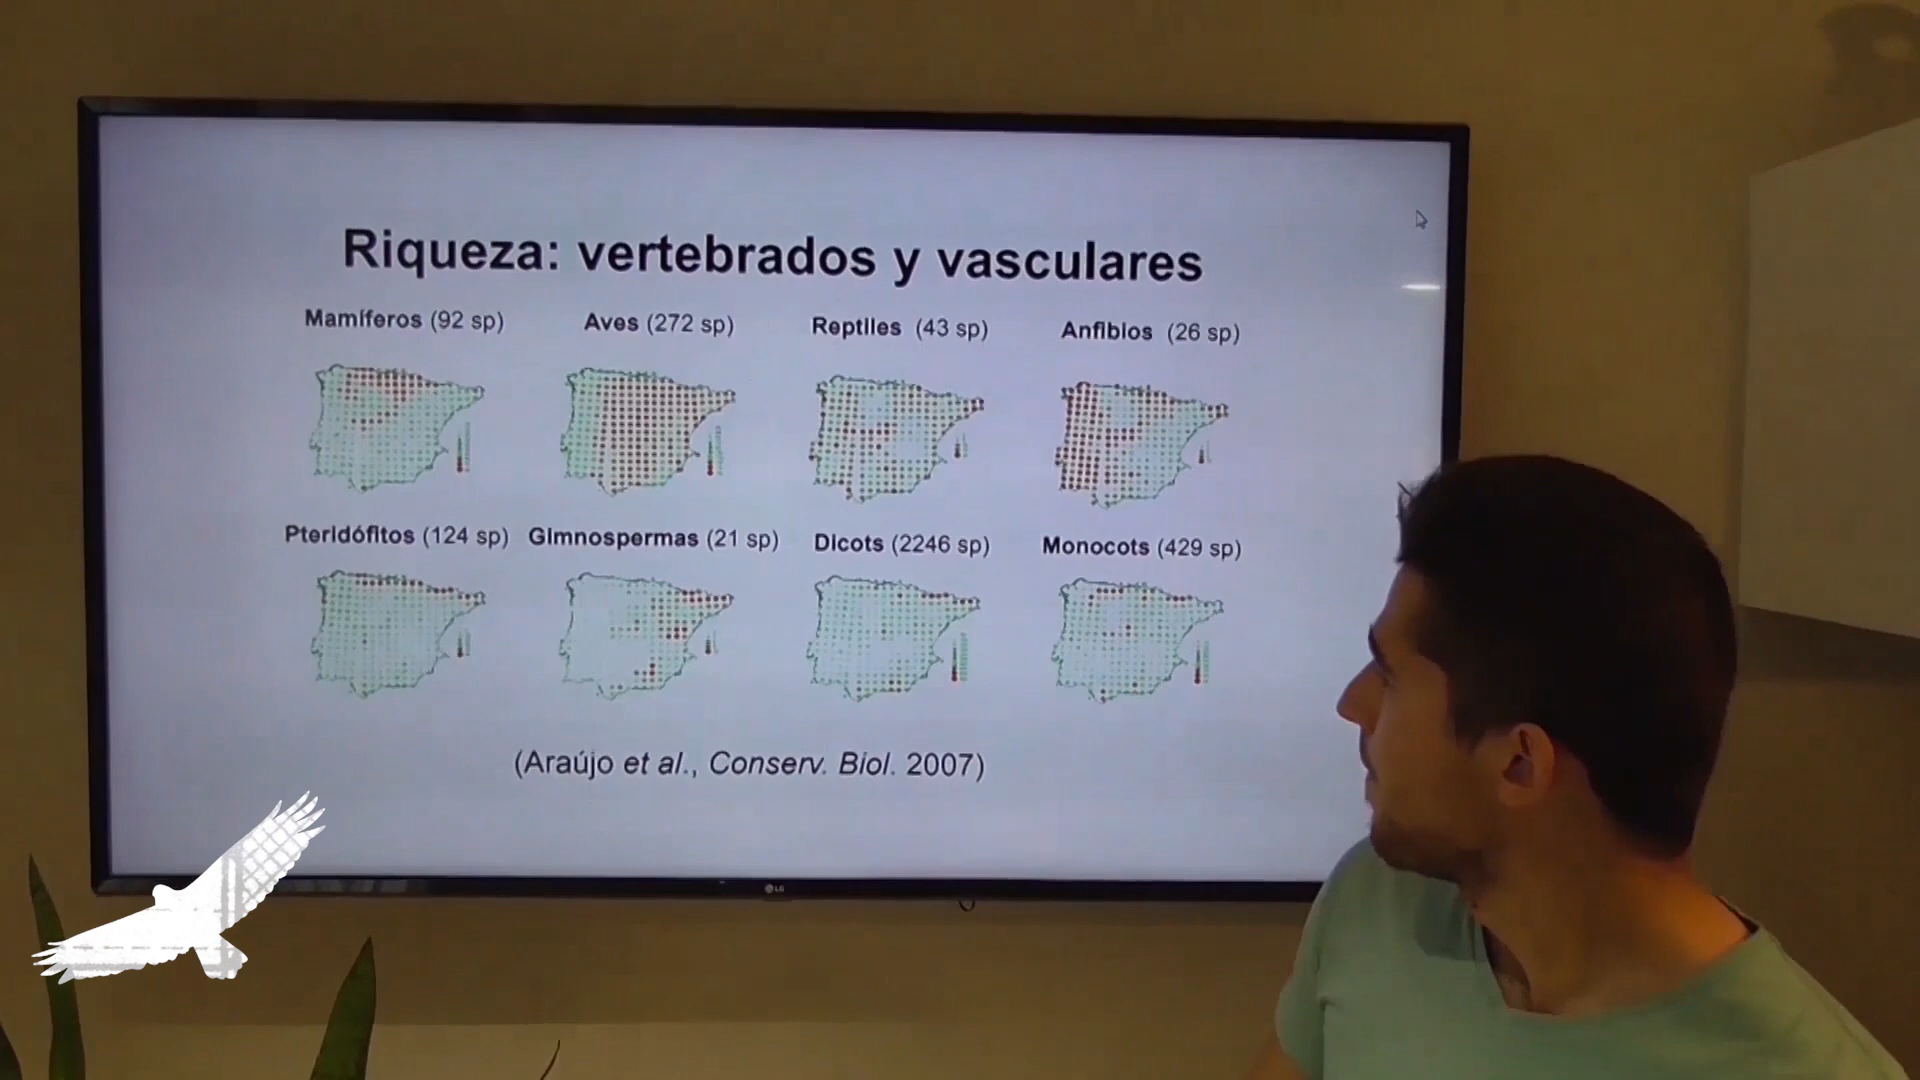 Riqueza: vertebrados y vasculares
Mamíferos (92 sp) Aves (272 sp) Reptiles (43 sp) Anfibios (26 sp)
Pteridófitos (124 sp) Gimnospermas (21 sp) Dicots (2246 sp) Monocots (429 sp)
(Araújo et al., Conserv. Biol. 2007)
LG